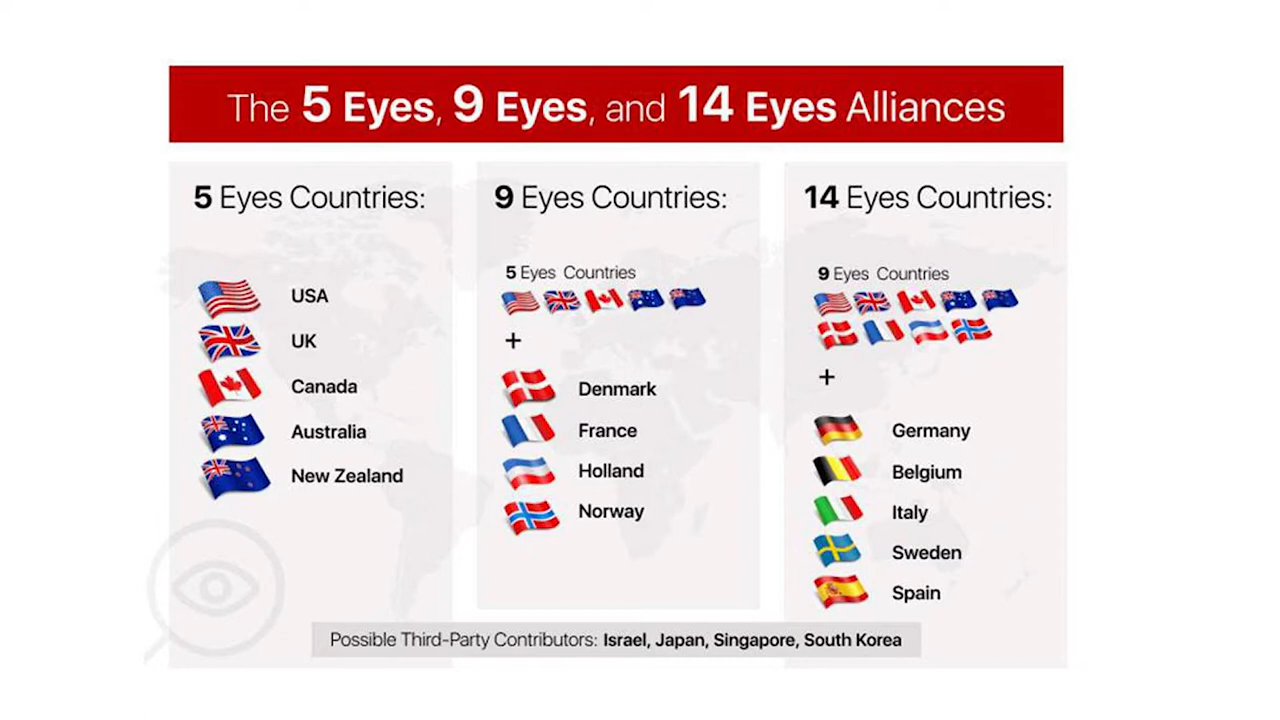 The 5 Eyes, 9 Eyes, and 14 Eyes Alliances
5 Eyes Countries:
USA
UK
Canada
Australia
New Zealand
9 Eyes Countries:
5 Eyes Countries
+
Denmark
France
Holland
Norway
14 Eyes Countries:
9 Eyes Countries
+
Germany
Belgium
Italy
Sweden
Spain
Possible Third-Party Contributors: Israel, Japan, Singapore, South Korea